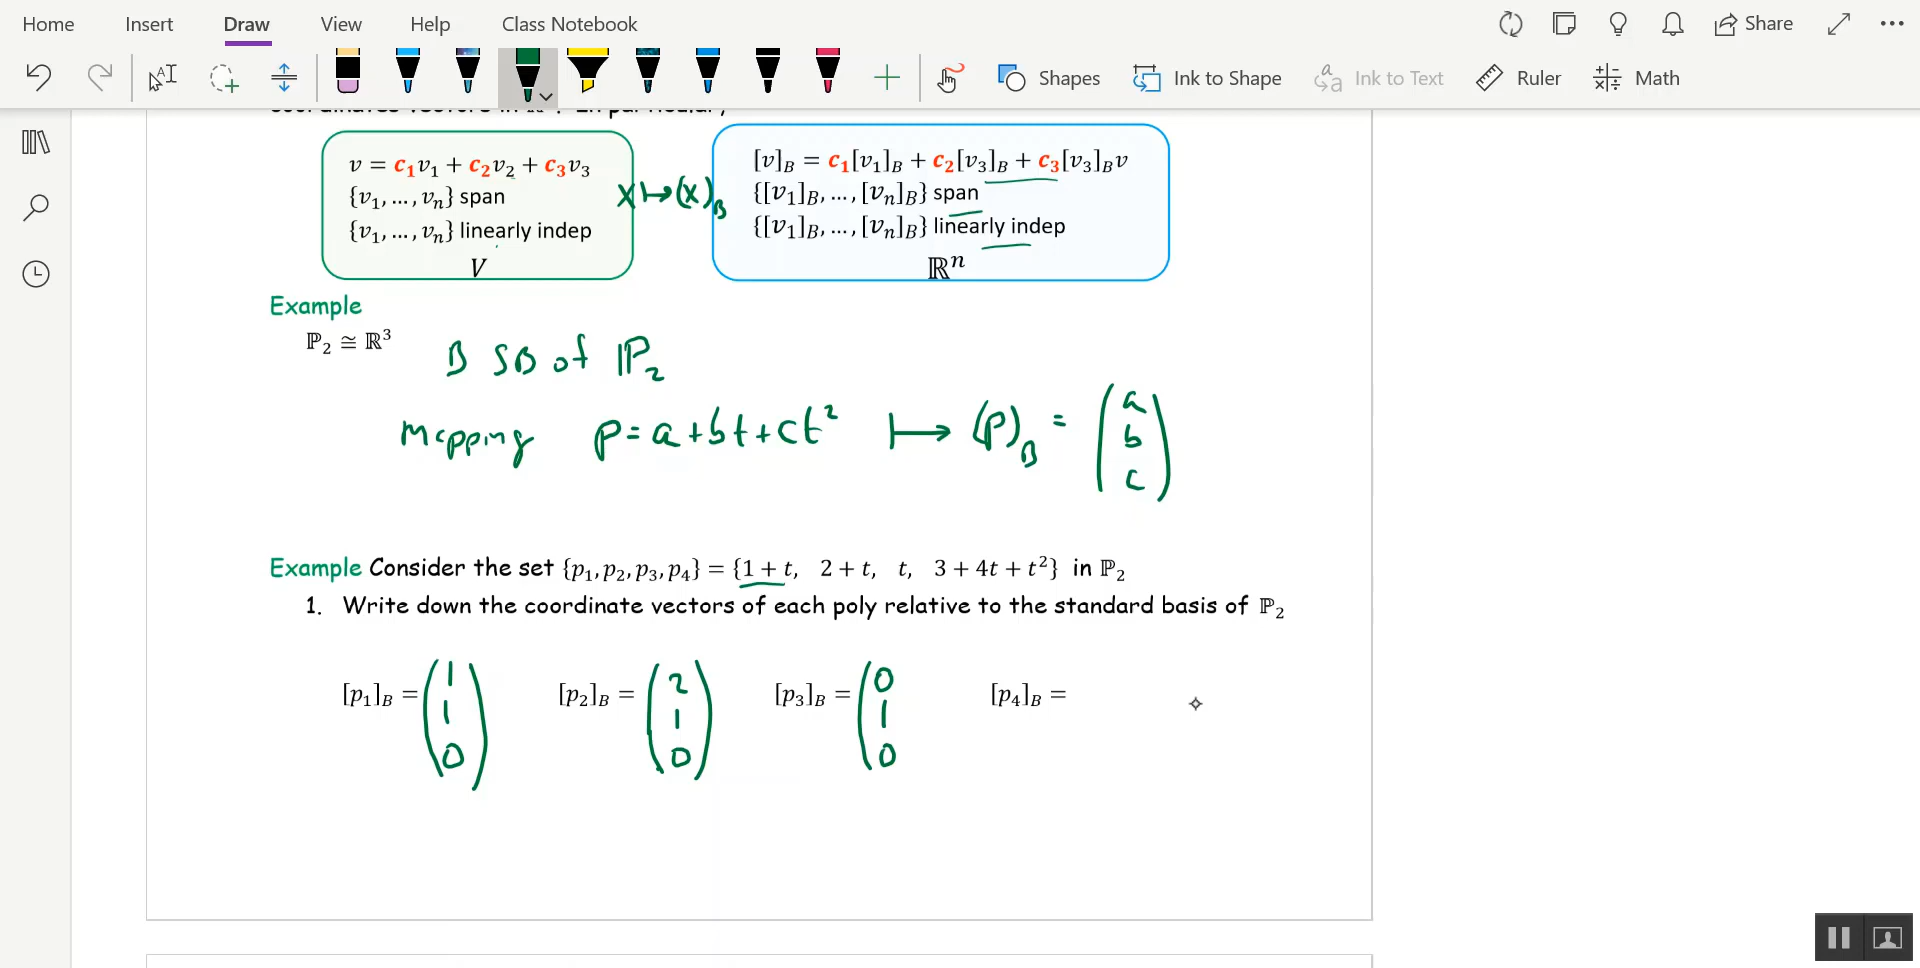 Home Insert Draw View Help Class Notebook Share
Shapes Ink to Shape Ink to Text Ruler Math
v = c₁v₁ + c₂v₂ + c₃v₃
{v₁, … , vₙ} span
{v₁, … , vₙ} linearly indep
V
x ↦ (x)_B
[v]_B = c₁[v₁]_B + c₂[v₃]_B + c₃[v₃]_Bv
{[v₁]_B, … , [vₙ]_B} span
{[v₁]_B, … , [vₙ]_B} linearly indep
ℝⁿ
Example
ℙ₂ ≅ ℝ³
B SB of ℙ₂
mapping p = a + bt + ct² ↦ (p)_B = (a b c)
Example Consider the set {p₁, p₂, p₃, p₄} = {1 + t, 2 + t, t, 3 + 4t + t²} in ℙ₂
1. Write down the coordinate vectors of each poly relative to the standard basis of ℙ₂
[p₁]_B = (1 1 0) [p₂]_B = (2 1 0) [p₃]_B = (0 1 0 [p₄]_B =